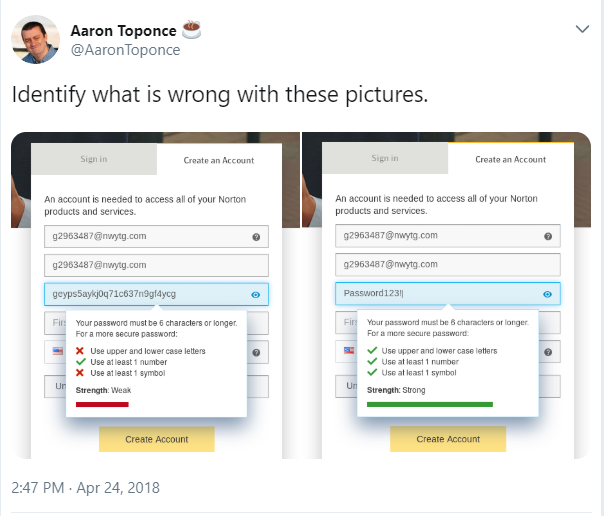 Aaron Toponce
@AaronToponce
Identify what is wrong with these pictures.
Sign in
Create an Account
An account is needed to access all of your Norton
products and services.
g2963487@nwytg.com
g2963487@nwytg.com
geyps5aykj0q71c637n9gf4ycg
Fir
Your password must be 6 characters or longer.
For a more secure password:
Use upper and lower case letters
Use at least 1 number
Use at least 1 symbol
Un
Strength: Weak
Create Account
Sign in
Create an Account
An account is needed to access all of your Norton
products and services.
g2963487@nwytg.com
g2963487@nwytg.com
Password123!
Fir
Your password must be 6 characters or longer.
For a more secure password:
Use upper and lower case letters
Use at least 1 number
Use at least 1 symbol
Un
Strength: Strong
Create Account
2:47 PM · Apr 24, 2018